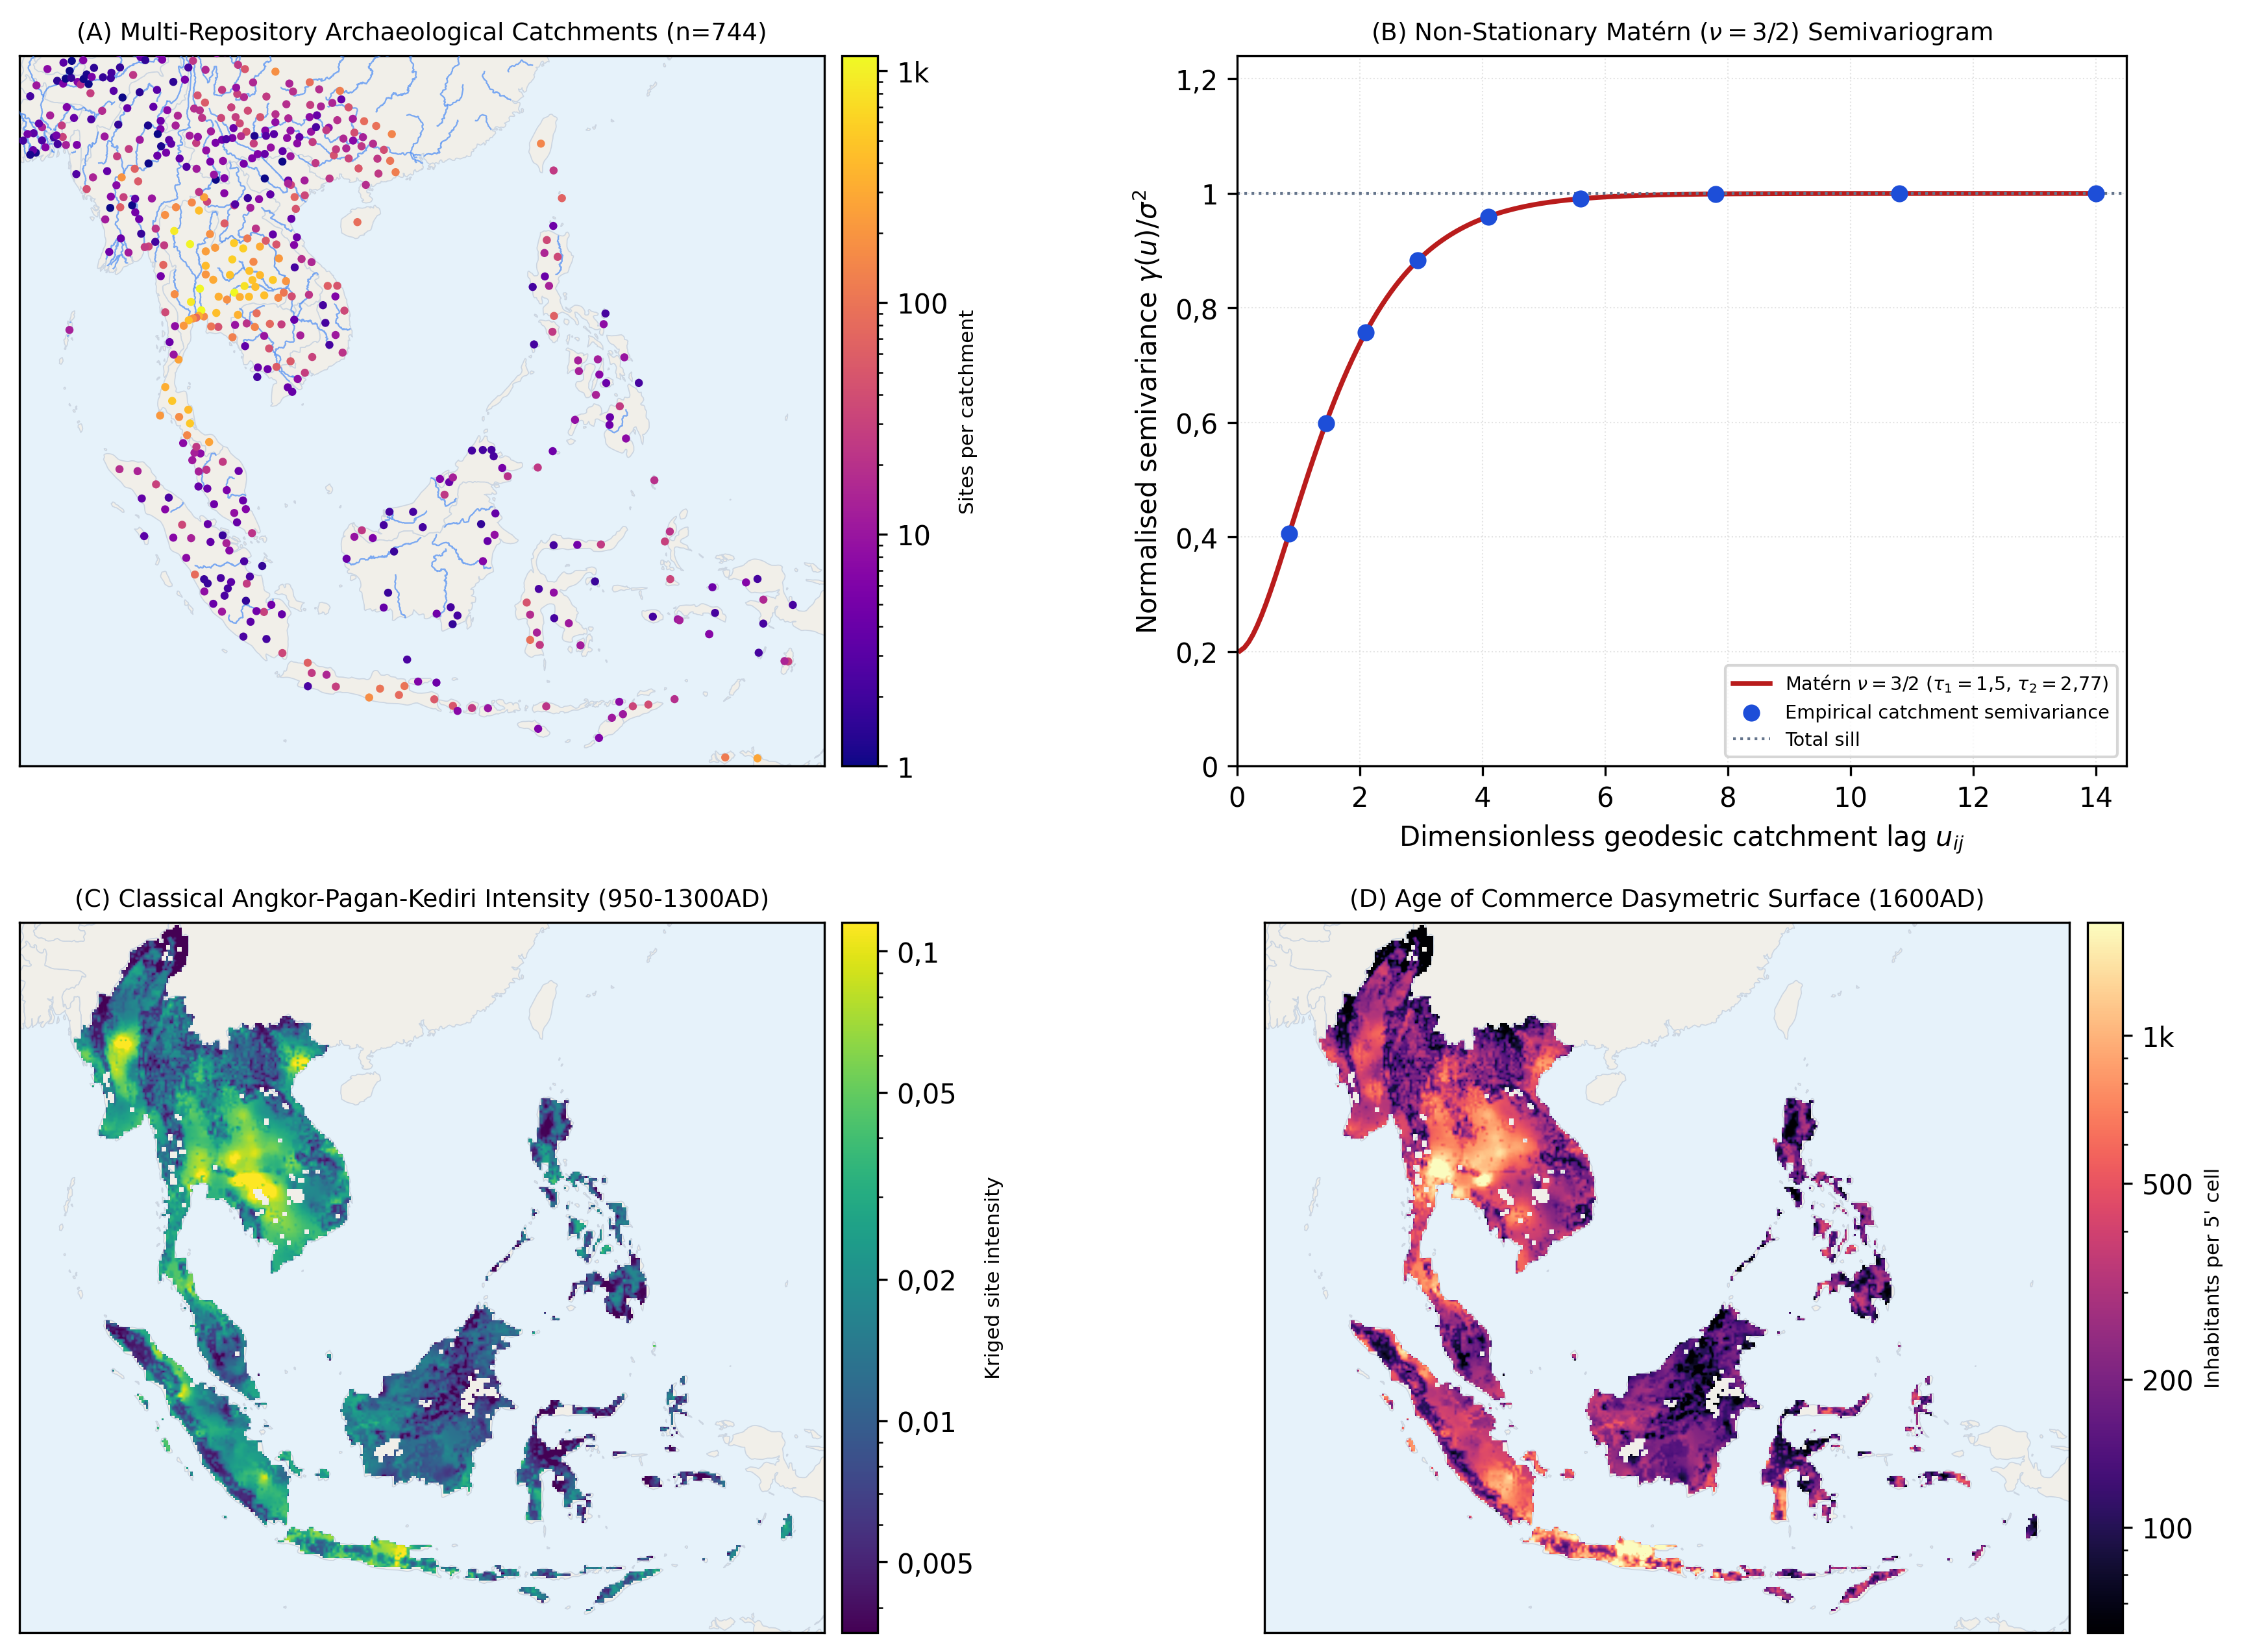 (A) Multi-Repository Archaeological Catchments (n=744)
1k
100
10
1
Sites per catchment
(B) Non-Stationary Matérn (ν = 3/2) Semivariogram
1,2
1
0,8
0,6
0,4
0,2
0
Normalised semivariance γ(u)/σ²
Matérn ν = 3/2 (τ₁ = 1,5, τ₂ = 2,77)
Empirical catchment semivariance
Total sill
0 2 4 6 8 10 12 14
Dimensionless geodesic catchment lag uᵢⱼ
(C) Classical Angkor-Pagan-Kediri Intensity (950-1300AD)
0,1
0,05
0,02
0,01
0,005
Kriged site intensity
(D) Age of Commerce Dasymetric Surface (1600AD)
1k
500
200
100
Inhabitants per 5' cell